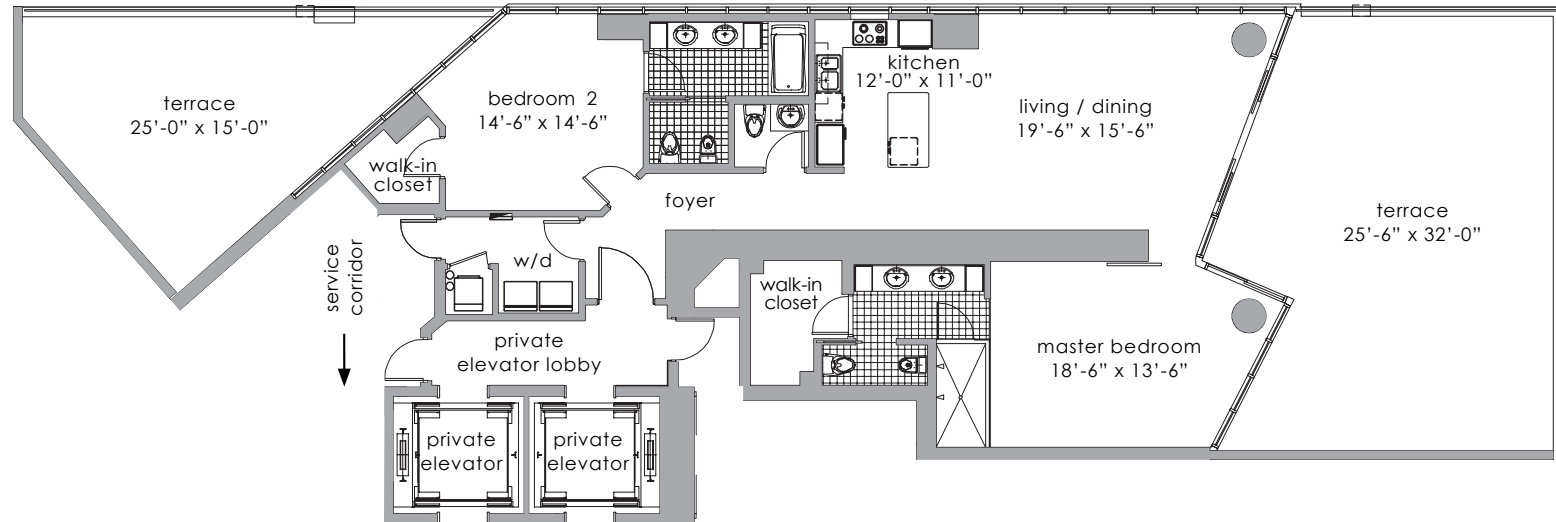 terrace
25'-0" x 15'-0"
bedroom 2
14'-6" x 14'-6"
kitchen
12'-0" x 11'-0"
living / dining
19'-6" x 15'-6"
walk-in
closet
foyer
terrace
25'-6" x 32'-0"
service
corridor
w/d
walk-in
closet
private
elevator lobby
master bedroom
18'-6" x 13'-6"
private
elevator
private
elevator